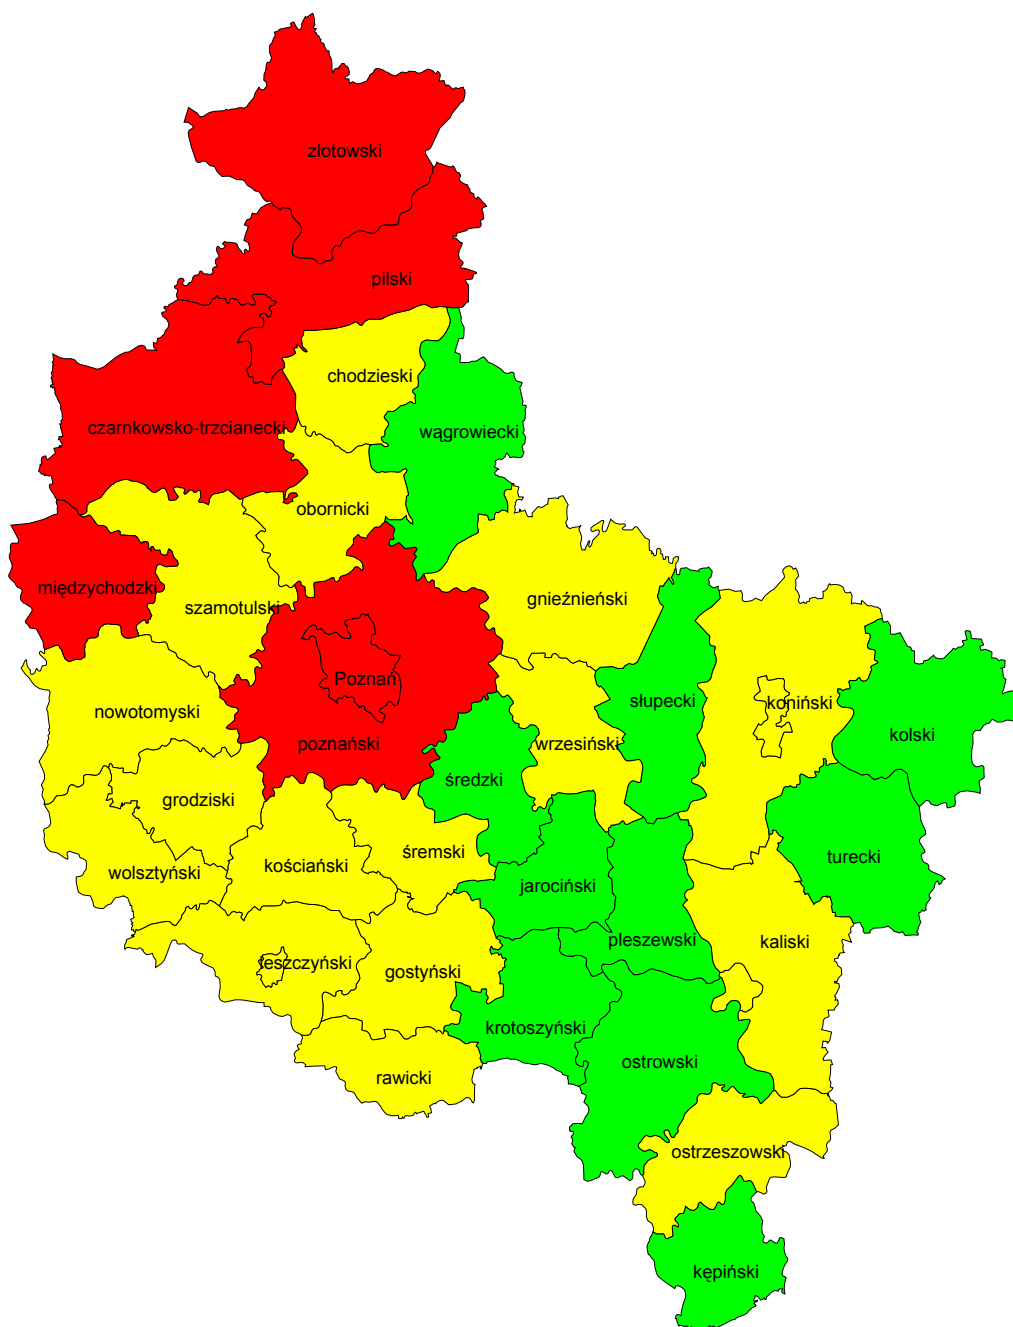 złotowski
pilski
chodzieski
czarnkowsko-trzcianecki
wągrowiecki
obornicki
międzychodzki
szamotulski
gnieźnieński
Poznań
słupecki
koniński
nowotomyski
poznański
wrzesiński
kolski
średzki
grodziski
śremski
turecki
kościański
wolsztyński
jarociński
pleszewski
kaliski
leszczyński
gostyński
krotoszyński
ostrowski
rawicki
ostrzeszowski
kępiński